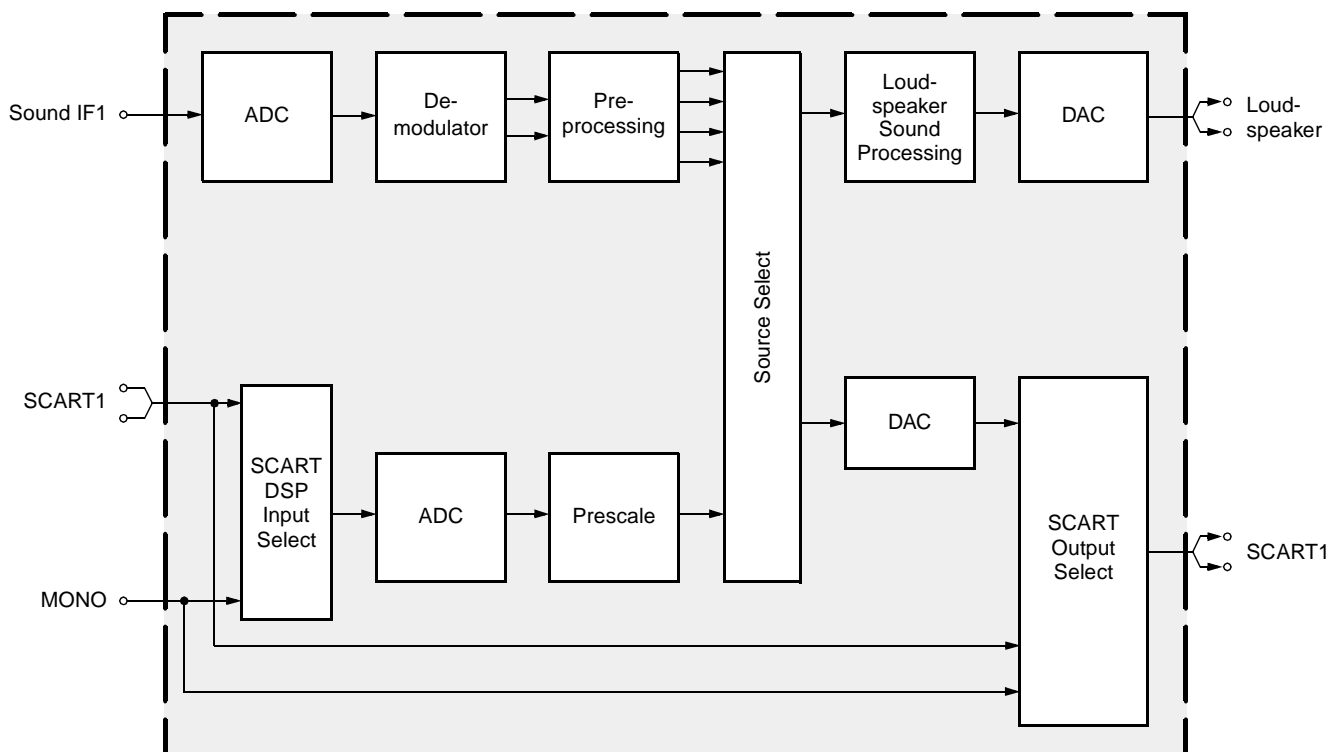 Sound IF1
ADC
De-
modulator
Pre-
processing
Loud-
speaker
Sound
Processing
DAC
Loud-
speaker
Source Select
SCART1
SCART
DSP
Input
Select
ADC
Prescale
DAC
SCART
Output
Select
SCART1
MONO